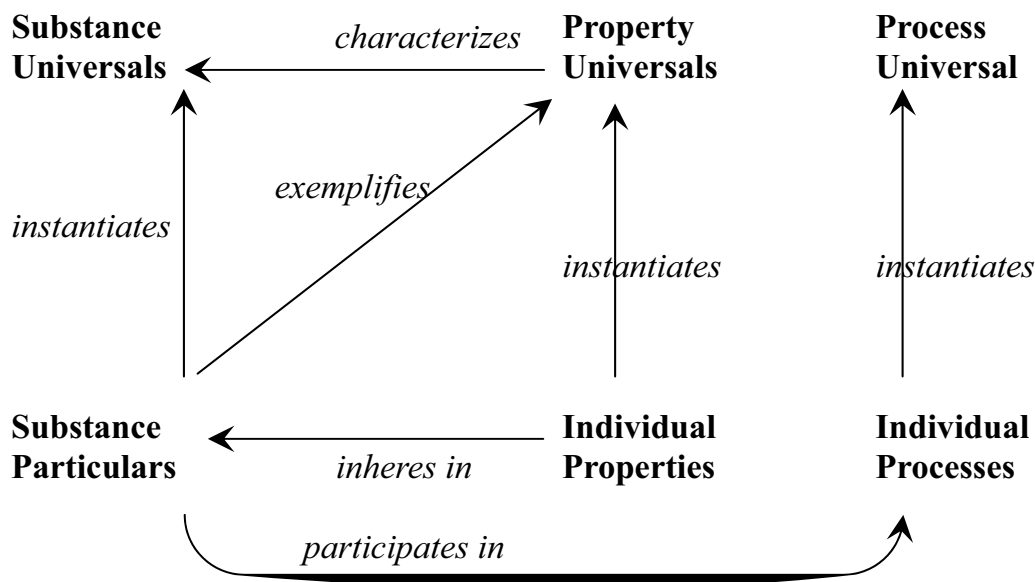 Substance
Universals
characterizes
Property
Universals
Process
Universal
exemplifies
instantiates
instantiates
instantiates
Substance
Particulars
inheres in
Individual
Properties
Individual
Processes
participates in